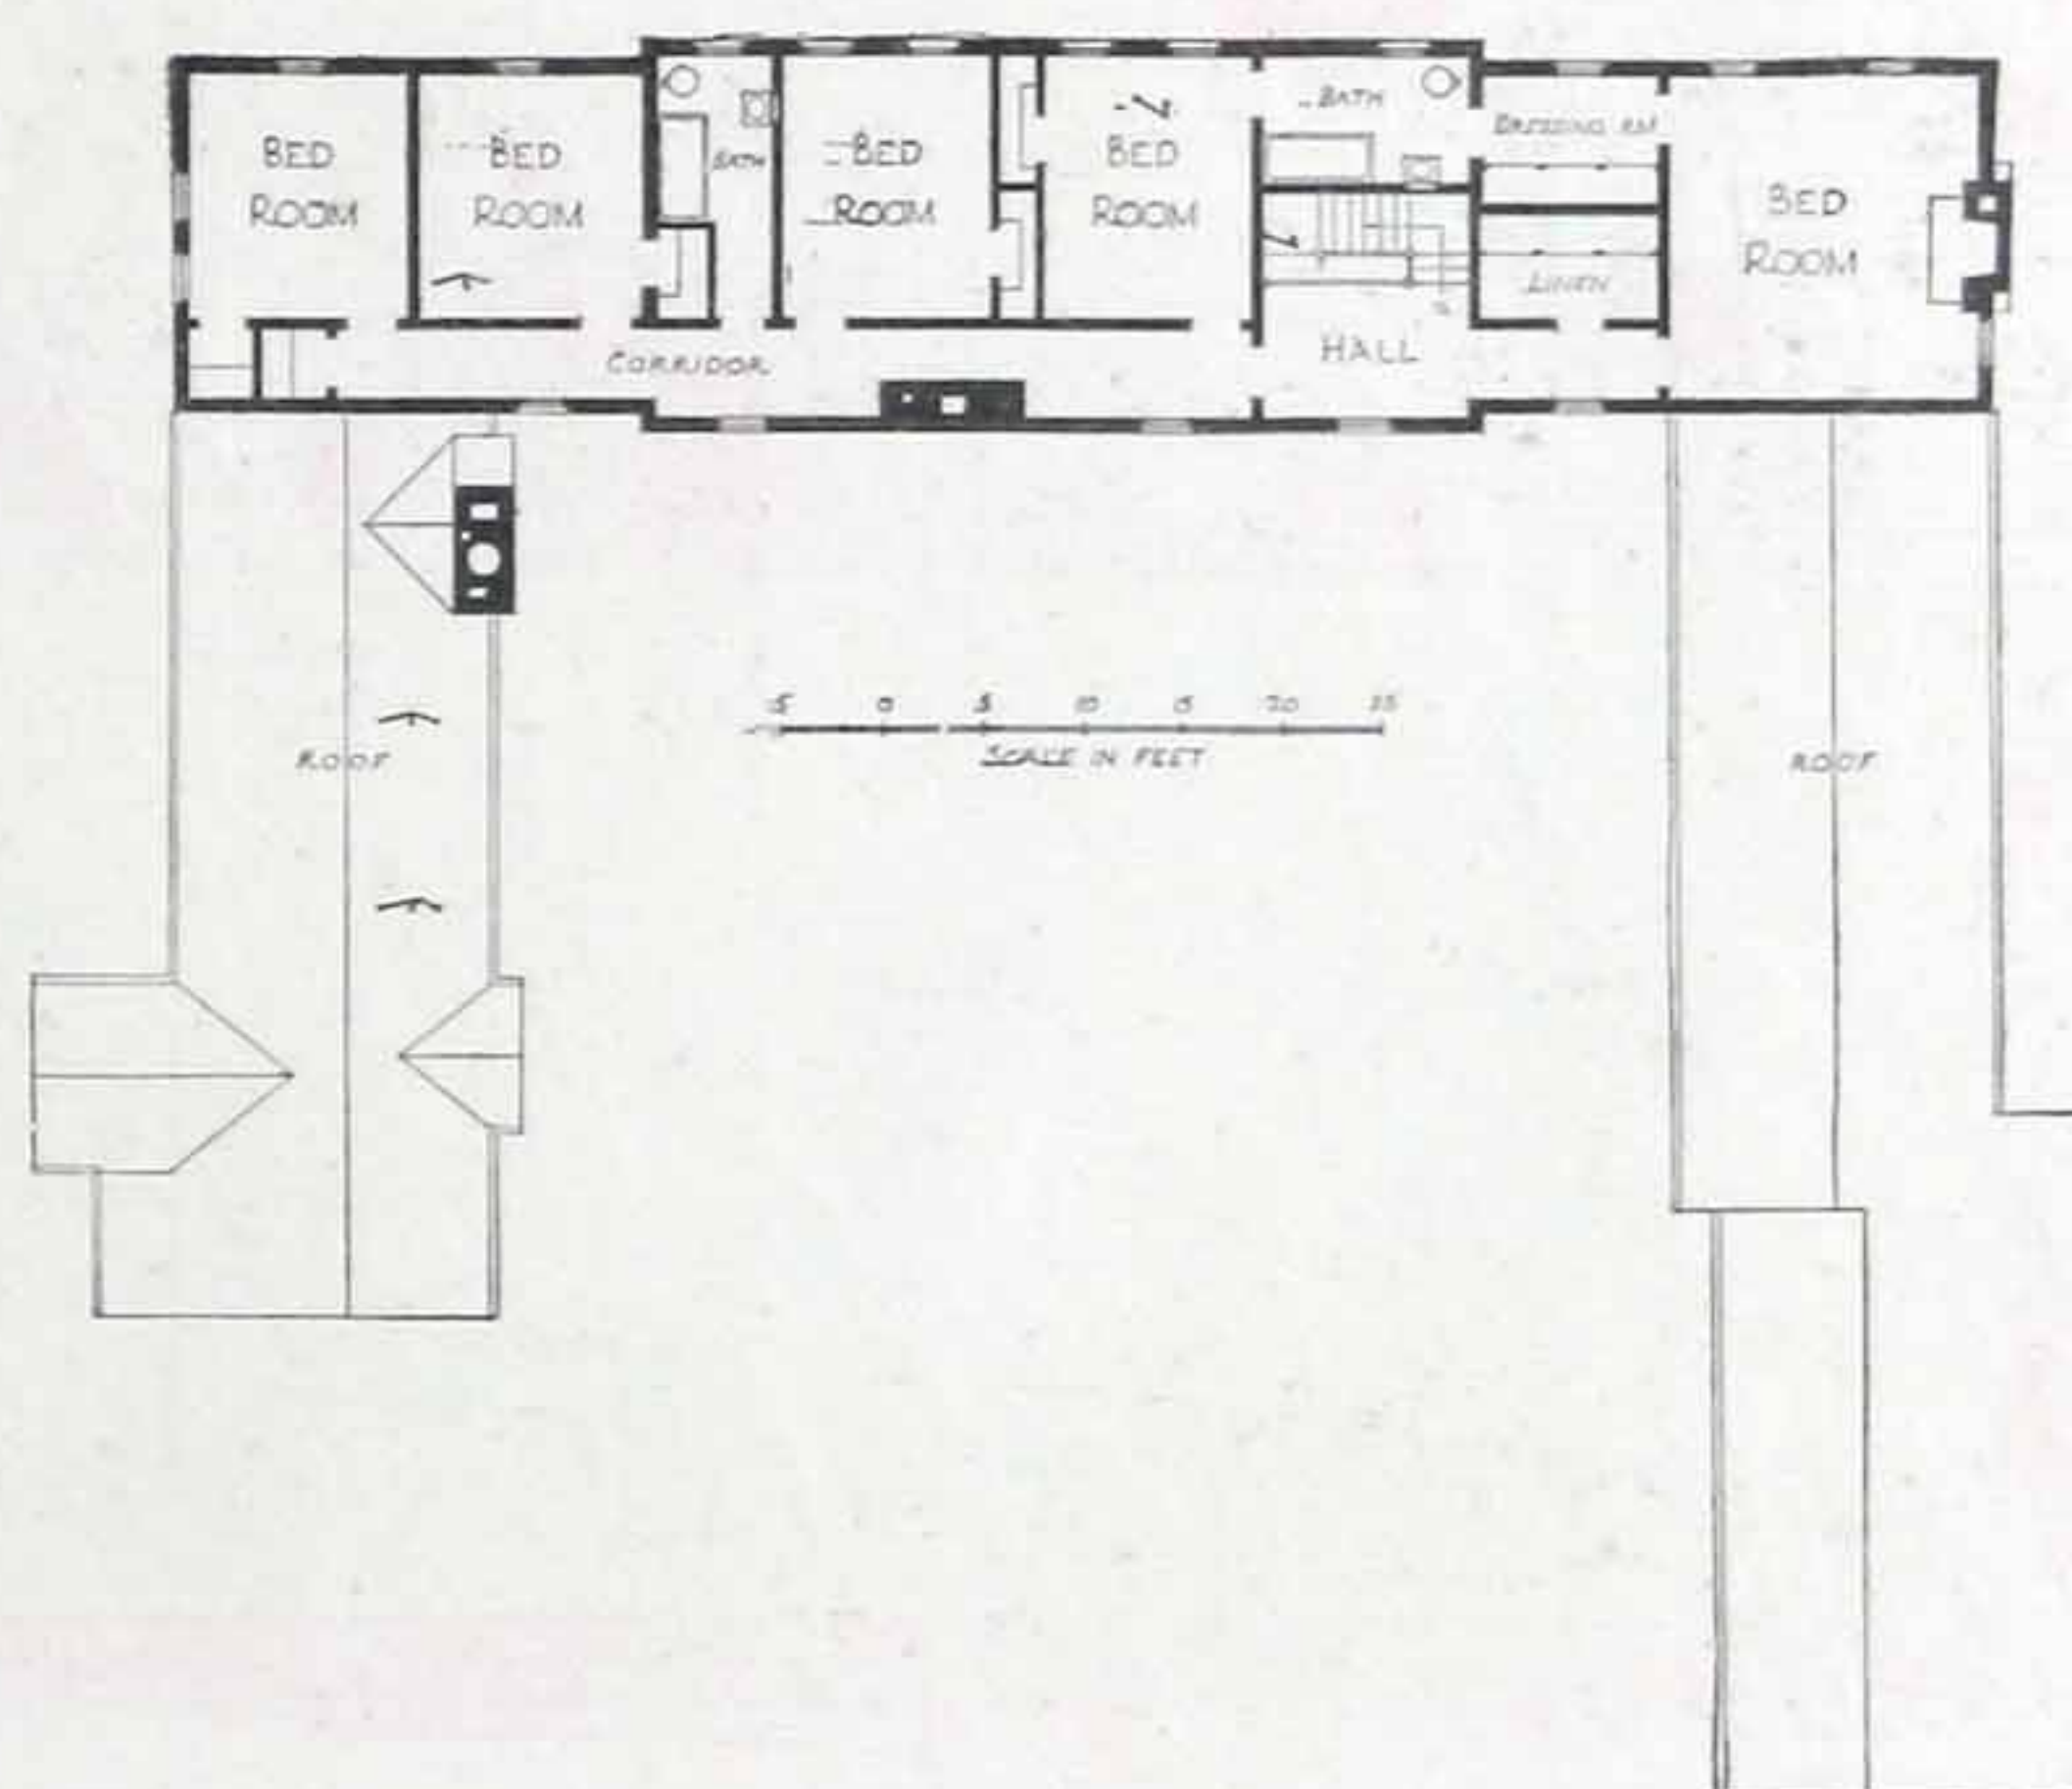 BED ROOM
BED ROOM
BATH
BED ROOM
BED ROOM
BATH
DRESSING RM
BED ROOM
LINEN
CORRIDOR
HALL
5 0 5 10 15 20 25
SCALE IN FEET
ROOF
ROOF